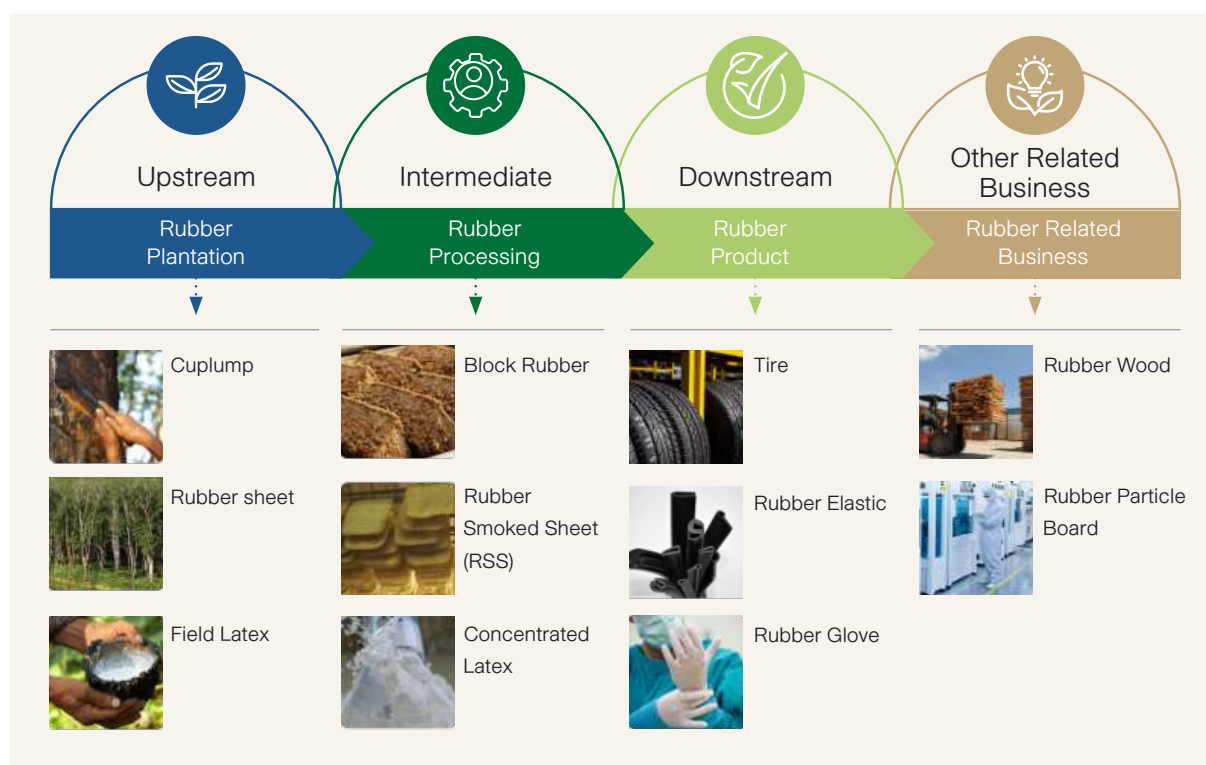 Upstream
Intermediate
Downstream
Other Related
Business
Rubber
Plantation
Rubber
Processing
Rubber
Product
Rubber Related
Business
Cuplump
Rubber sheet
Field Latex
Block Rubber
Rubber
Smoked Sheet
(RSS)
Concentrated
Latex
Tire
Rubber Elastic
Rubber Glove
Rubber Wood
Rubber Particle
Board